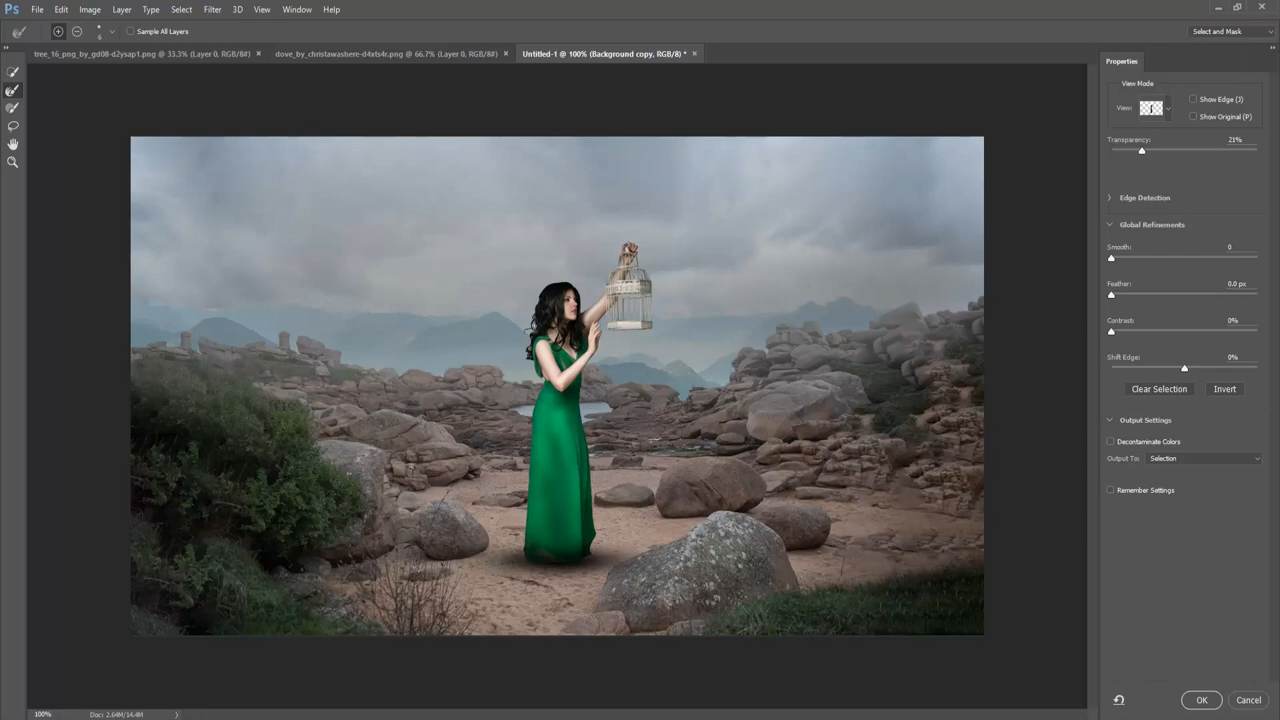 Ps File Edit Image Layer Type Select Filter 3D View Window Help
6 Sample All Layers Select and Mask
tree_16_png_by_gd08-d2ysap1.png @ 33.3% (Layer 0, RGB/8#) × dove_by_christawashere-d4xts4r.png @ 66.7% (Layer 0, RGB/8#) × Untitled-1 @ 100% (Background copy, RGB/8) * ×
Properties
View Mode
View: Show Edge (J)
Show Original (P)
Transparency: 21%
Edge Detection
Global Refinements
Smooth: 0
Feather: 0.0 px
Contrast: 0%
Shift Edge: 0%
Clear Selection Invert
Output Settings
Decontaminate Colors
Output To: Selection
Remember Settings
OK Cancel
100% Doc: 2.64M/14.4M